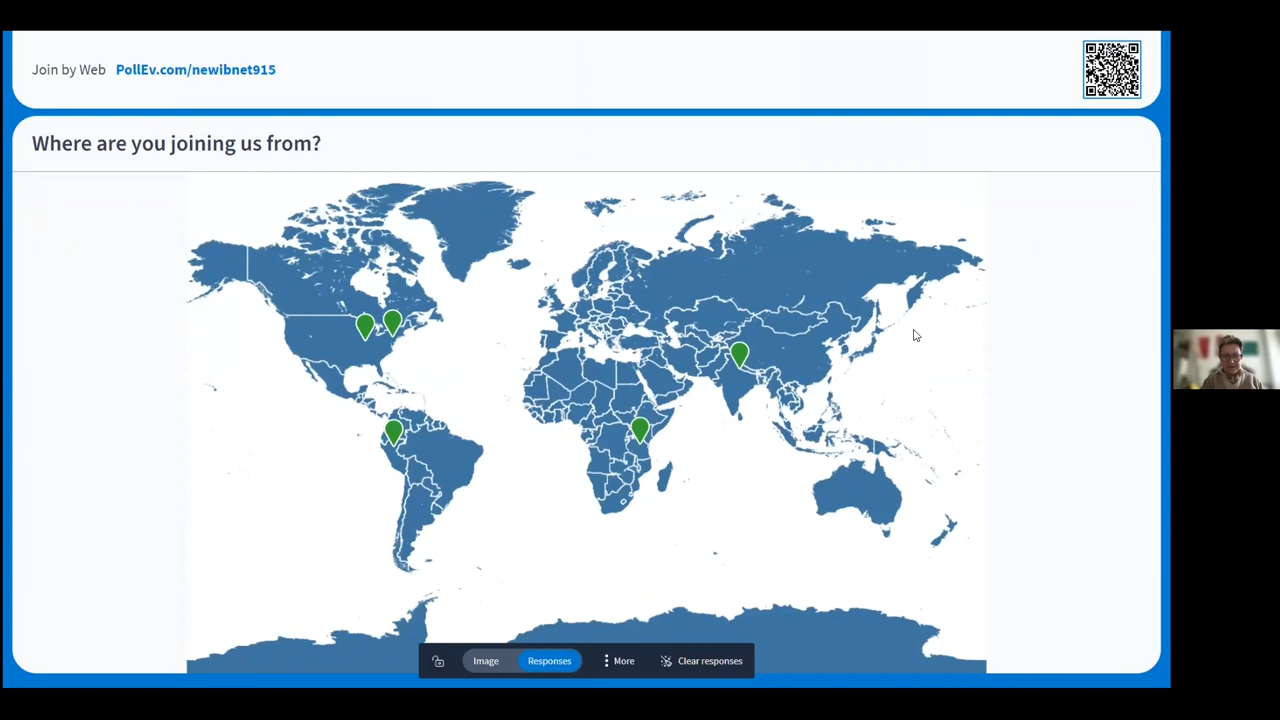 Join by Web PollEv.com/newibnet915
Where are you joining us from?
Image Responses More Clear responses